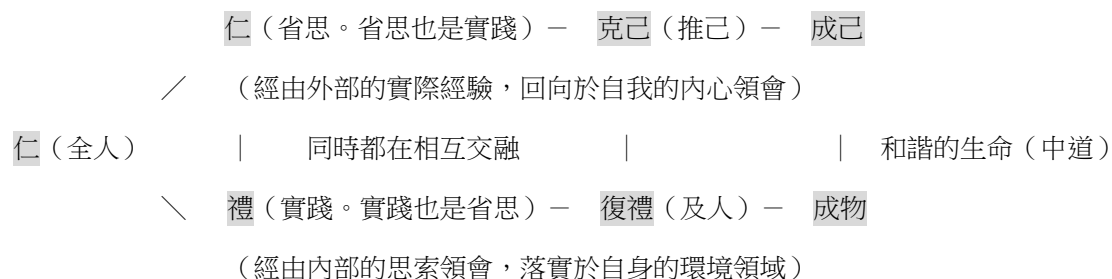 仁（省思。省思也是實踐）－　克己（推己）－　成己
／　（經由外部的實際經驗，回向於自我的內心領會）
仁（全人）　｜　同時都在相互交融　｜　｜　和諧的生命（中道）
＼　禮（實踐。實踐也是省思）－　復禮（及人）－　成物
（經由內部的思索領會，落實於自身的環境領域）